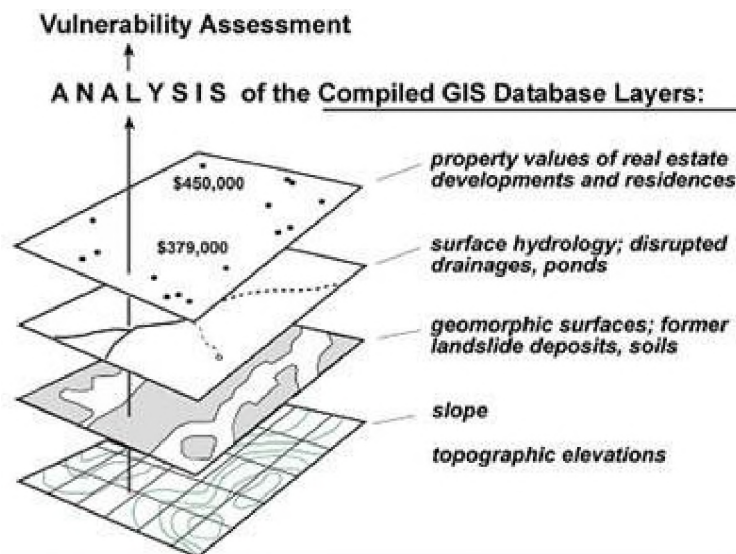 Vulnerability Assessment
ANALYSIS of the Compiled GIS Database Layers:
property values of real estate
developments and residences
$450,000
$379,000
surface hydrology; disrupted
drainages, ponds
geomorphic surfaces; former
landslide deposits, soils
slope
topographic elevations